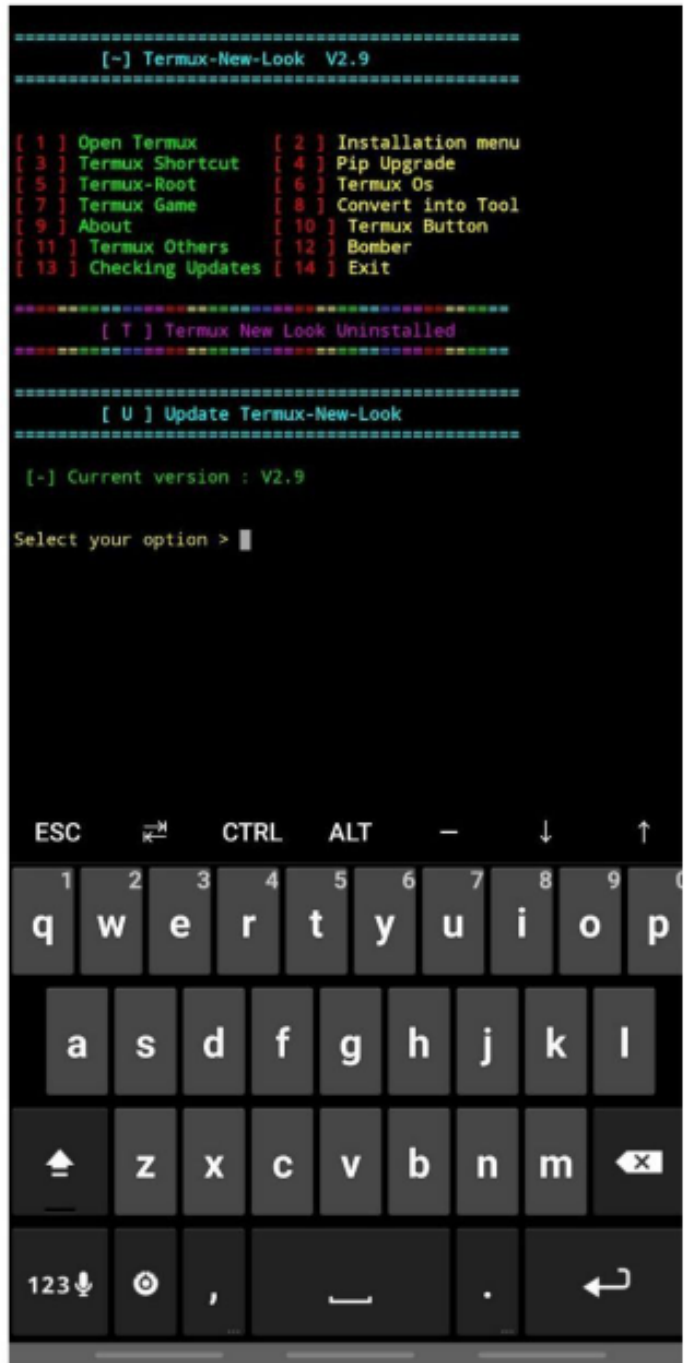 ==============================================
[~] Termux-New-Look V2.9
==============================================
[ 1 ] Open Termux [ 2 ] Installation menu
[ 3 ] Termux Shortcut [ 4 ] Pip Upgrade
[ 5 ] Termux-Root [ 6 ] Termux Os
[ 7 ] Termux Game [ 8 ] Convert into Tool
[ 9 ] About [ 10 ] Termux Button
[ 11 ] Termux Others [ 12 ] Bomber
[ 13 ] Checking Updates [ 14 ] Exit
==============================================
[ T ] Termux New Look Uninstalled
==============================================
==============================================
[ U ] Update Termux-New-Look
==============================================
[-] Current version : V2.9
Select your option >
ESC CTRL ALT – ↓ ↑
1 2 3 4 5 6 7 8 9 0
q w e r t y u i o p
a s d f g h j k l
z x c v b n m
123 , .